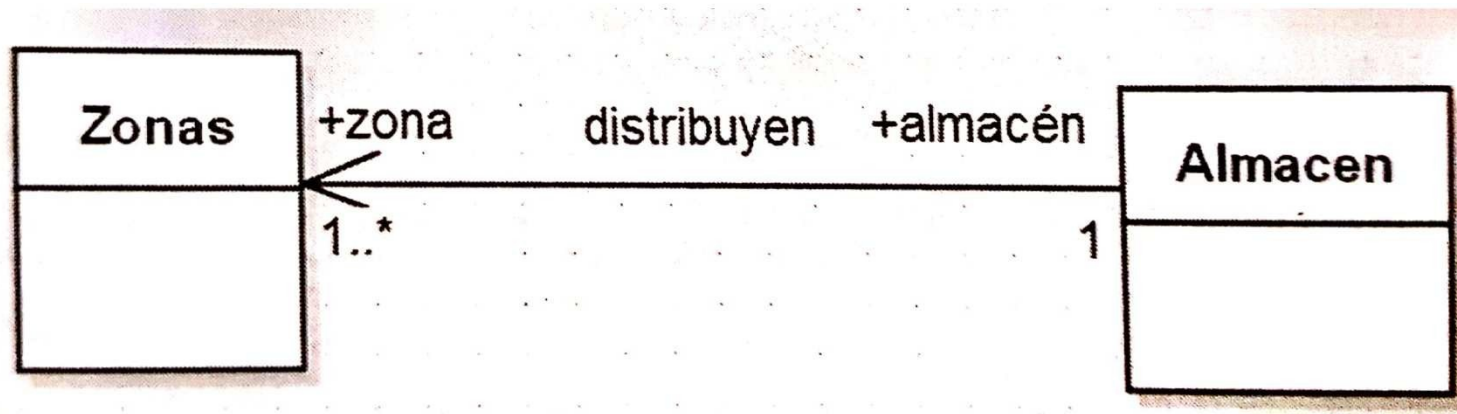 Zonas
+zona
distribuyen
+almacén
Almacen
1..*
1